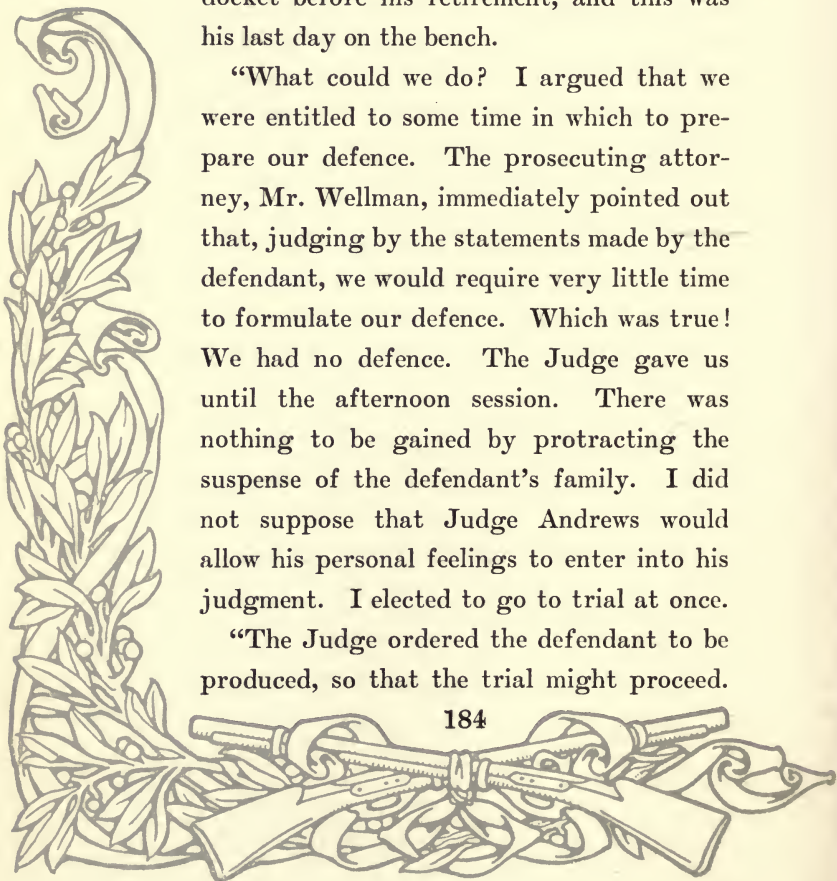 docket before his retirement, and this was
his last day on the bench.
“What could we do? I argued that we
were entitled to some time in which to pre-
pare our defence. The prosecuting attor-
ney, Mr. Wellman, immediately pointed out
that, judging by the statements made by the
defendant, we would require very little time
to formulate our defence. Which was true!
We had no defence. The Judge gave us
until the afternoon session. There was
nothing to be gained by protracting the
suspense of the defendant’s family. I did
not suppose that Judge Andrews would
allow his personal feelings to enter into his
judgment. I elected to go to trial at once.
“The Judge ordered the defendant to be
produced, so that the trial might proceed.
184